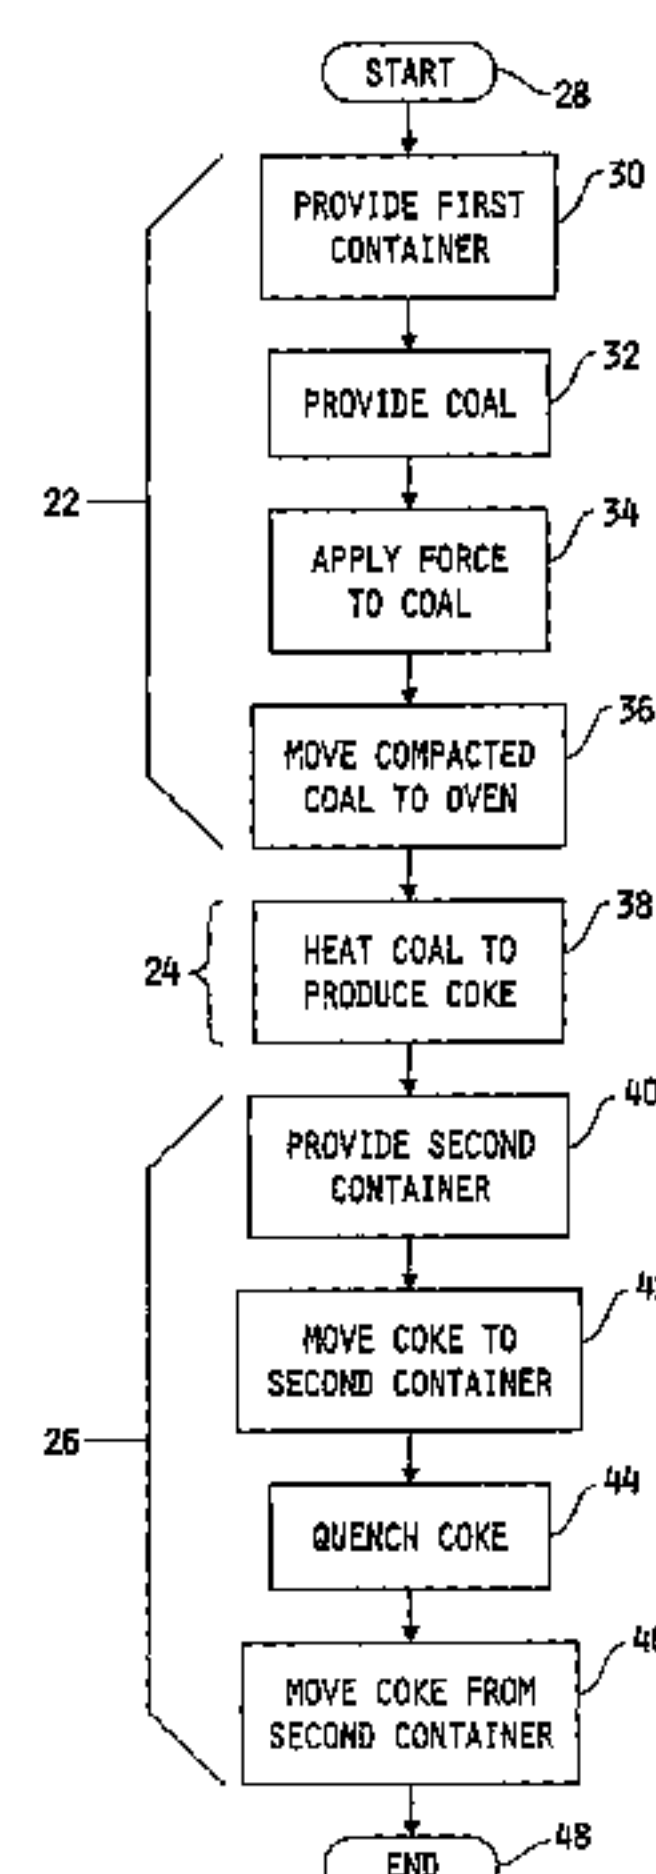 START
28
PROVIDE FIRST
CONTAINER
30
PROVIDE COAL
32
22
APPLY FORCE
TO COAL
34
MOVE COMPACTED
COAL TO OVEN
36
24
HEAT COAL TO
PRODUCE COKE
38
PROVIDE SECOND
CONTAINER
40
MOVE COKE TO
SECOND CONTAINER
26
QUENCH COKE
44
MOVE COKE FROM
SECOND CONTAINER
END
48